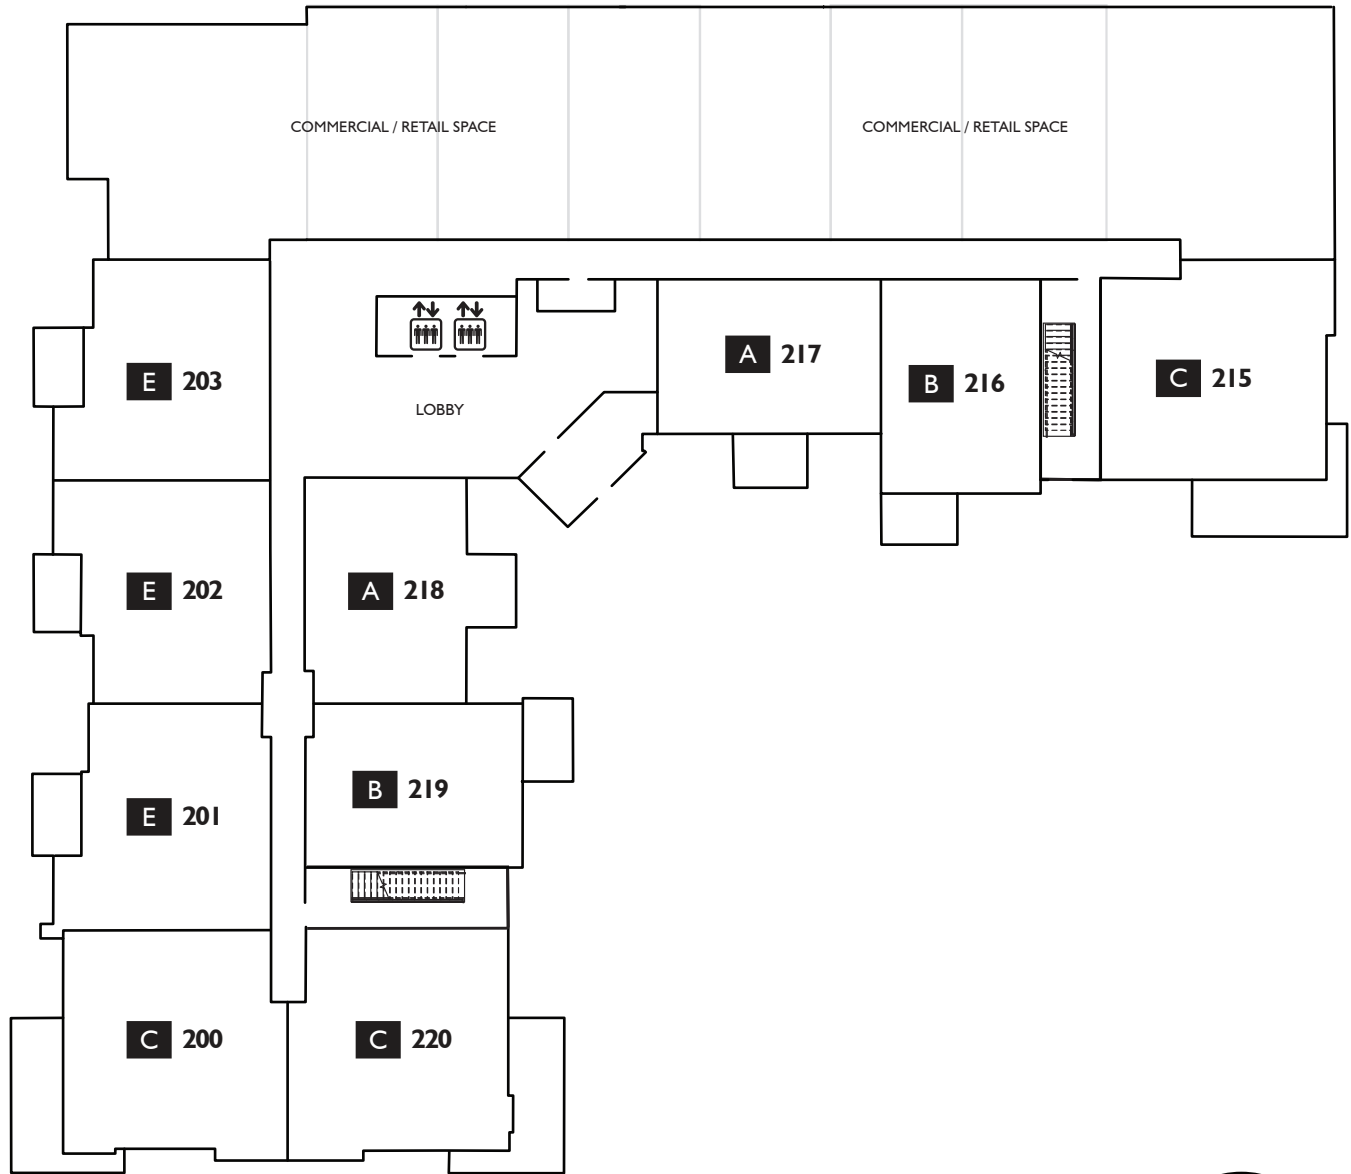 COMMERCIAL / RETAIL SPACE COMMERCIAL / RETAIL SPACE
A 217
E 203
B 216
C 215
LOBBY
E 202
A 218
B 219
E 201
C 200
C 220